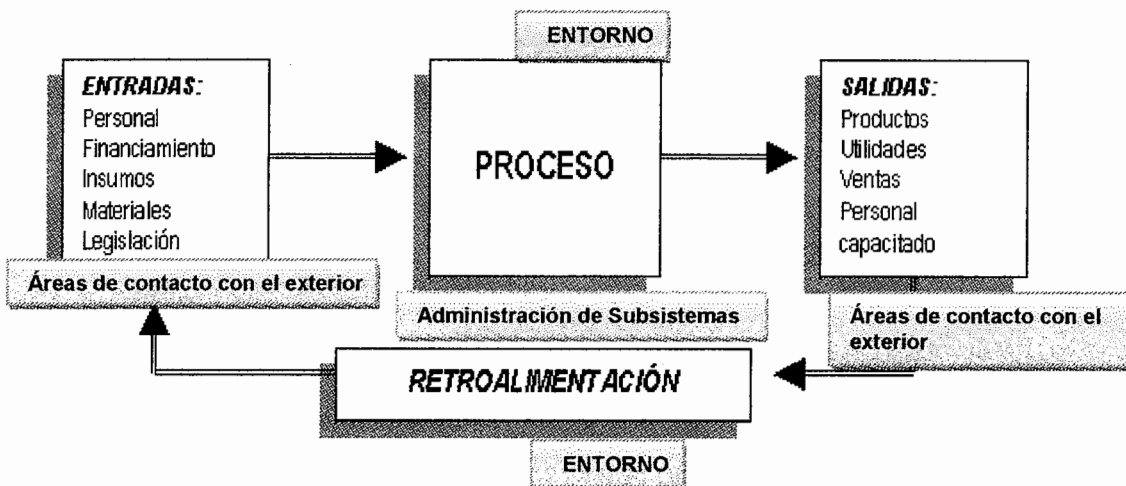 ENTORNO
ENTRADAS:
Personal
Financiamiento
Insumos
Materiales
Legislación
Áreas de contacto con el exterior
PROCESO
Administración de Subsistemas
SALIDAS:
Productos
Utilidades
Ventas
Personal
capacitado
Áreas de contacto con el
exterior
RETROALIMENTACIÓN
ENTORNO